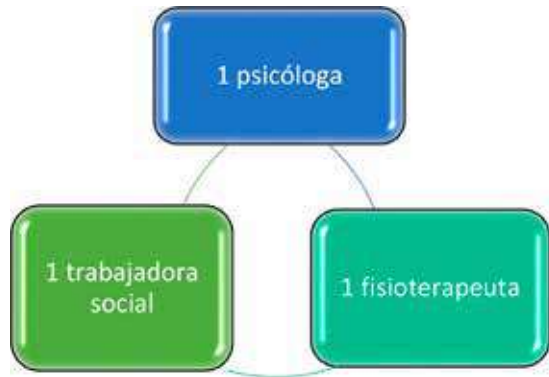 1 psicóloga
1 trabajadora
social
1 fisioterapeuta